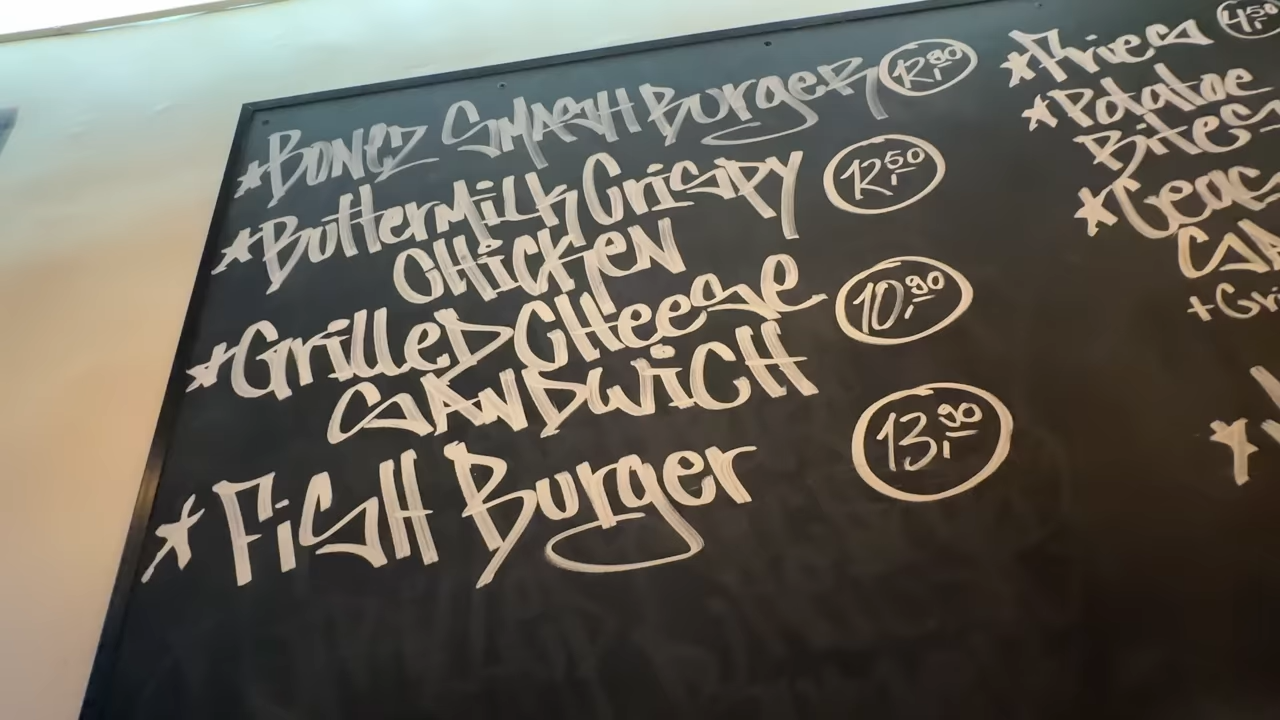 *Bonez Smash Burger 12,90
*Buttermilk Crispy 12,50
Chicken
*Grilled Cheese 10,90
Sandwich
*Fish Burger 13,90
*Fries 4,50
*Potatoe
Bites